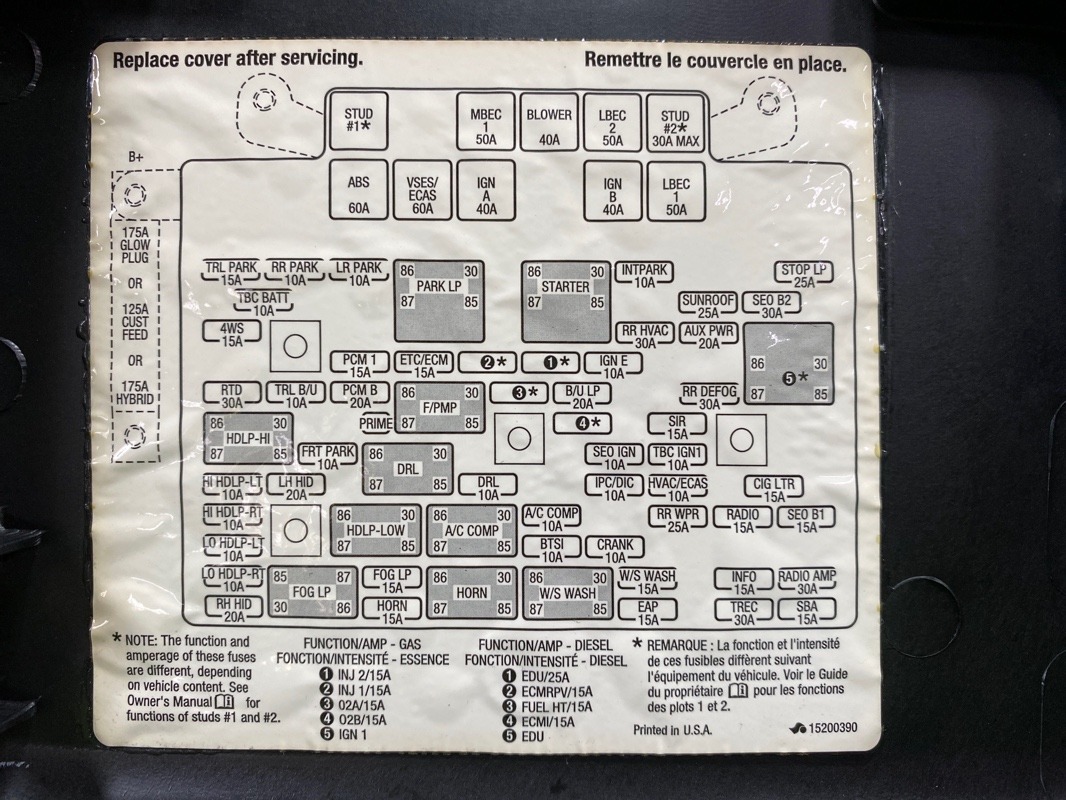 Replace cover after servicing.
Remettre le couvercle en place.
STUD
#1*
MBEC
1
50A
BLOWER
40A
LBEC
2
50A
STUD
#2*
30A MAX
B+
175A
GLOW
PLUG
OR
125A
CUST
FEED
OR
175A
HYBRID
ABS
60A
VSES/
ECAS
60A
IGN
A
40A
IGN
B
40A
LBEC
1
50A
TRL PARK
15A
RR PARK
10A
LR PARK
10A
86 30
PARK LP
87 85
86 30
STARTER
87 85
INTPARK
10A
STOP LP
25A
TBC BATT
10A
SUNROOF
25A
SEO B2
30A
4WS
15A
RR HVAC
30A
AUX PWR
20A
86 30
5*
87 85
PCM 1
15A
ETC/ECM
15A
2*
1*
IGN E
10A
RTD
30A
TRL B/U
10A
PCM B
20A
86 30
F/PMP
87 85
3*
B/U LP
20A
RR DEFOG
30A
PRIME
4*
SIR
15A
86 30
HDLP-HI
87 85
FRT PARK
10A
86 30
DRL
87 85
SEO IGN
10A
TBC IGN1
10A
HI HDLP-LT
10A
LH HID
20A
DRL
10A
IPC/DIC
10A
HVAC/ECAS
10A
CIG LTR
15A
HI HDLP-RT
10A
86 30
HDLP-LOW
87 85
86 30
A/C COMP
87 85
A/C COMP
10A
RR WPR
25A
RADIO
15A
SEO B1
15A
LO HDLP-LT
10A
BTSI
10A
CRANK
10A
LO HDLP-RT
10A
85 87
FOG LP
30 86
FOG LP
15A
86 30
HORN
87 85
86 30
W/S WASH
87 85
W/S WASH
15A
INFO
15A
RADIO AMP
30A
RH HID
20A
HORN
15A
EAP
15A
TREC
30A
SBA
15A
* NOTE: The function and
amperage of these fuses
are different, depending
on vehicle content. See
Owner's Manual for
functions of studs #1 and #2.
FUNCTION/AMP - GAS
FONCTION/INTENSITÉ - ESSENCE
1 INJ 2/15A
2 INJ 1/15A
3 02A/15A
4 02B/15A
5 IGN 1
FUNCTION/AMP - DIESEL
FONCTION/INTENSITÉ - DIESEL
1 EDU/25A
2 ECMRPV/15A
3 FUEL HT/15A
4 ECMI/15A
5 EDU
* REMARQUE : La fonction et l'intensité
de ces fusibles diffèrent suivant
l'équipement du véhicule. Voir le Guide
du propriétaire pour les fonctions
des plots 1 et 2.
Printed in U.S.A.
15200390